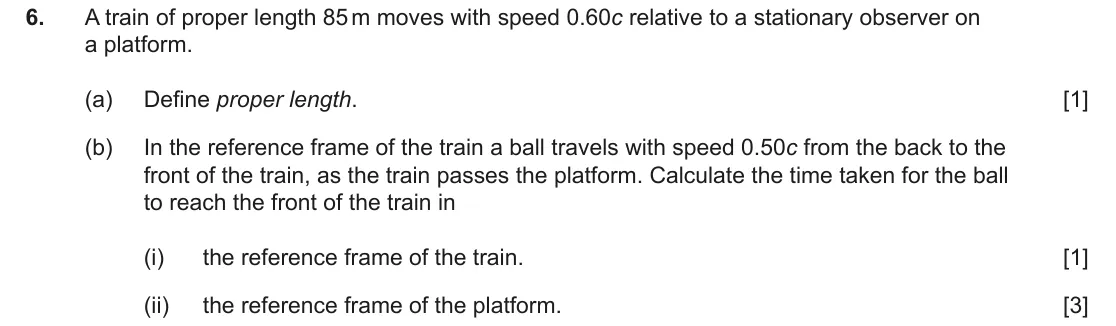 6. A train of proper length 85 m moves with speed 0.60c relative to a stationary observer on
a platform.
(a) Define proper length. [1]
(b) In the reference frame of the train a ball travels with speed 0.50c from the back to the
front of the train, as the train passes the platform. Calculate the time taken for the ball
to reach the front of the train in
(i) the reference frame of the train. [1]
(ii) the reference frame of the platform. [3]